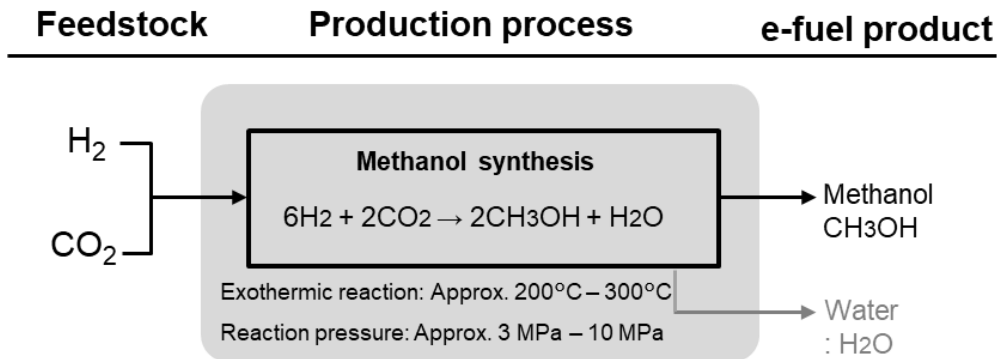 Feedstock
Production process
e-fuel product
H₂
CO₂
Methanol synthesis
6H2 + 2CO2 → 2CH3OH + H2O
Exothermic reaction: Approx. 200°C – 300°C
Reaction pressure: Approx. 3 MPa – 10 MPa
Methanol
CH3OH
Water
: H2O